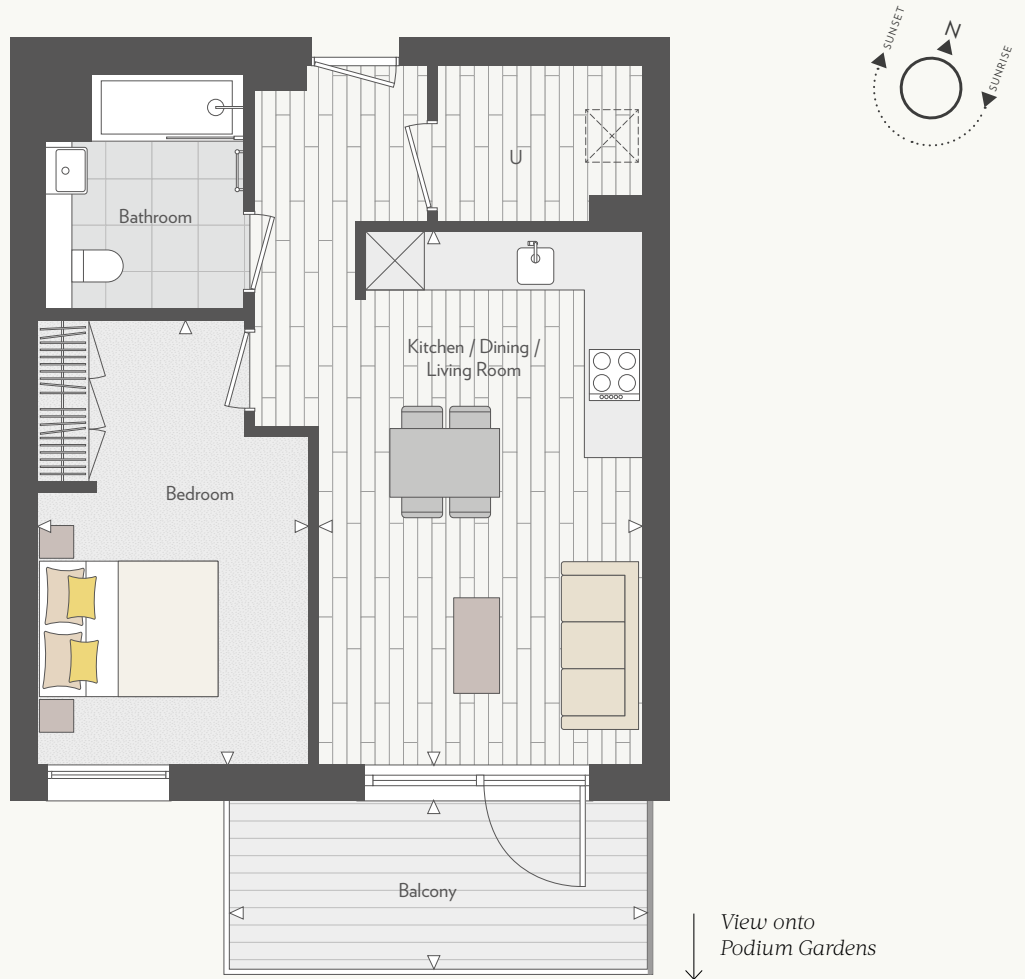 SUNSET
N
SUNRISE
U
Bathroom
Kitchen / Dining /
Living Room
Bedroom
Balcony
View onto
Podium Gardens